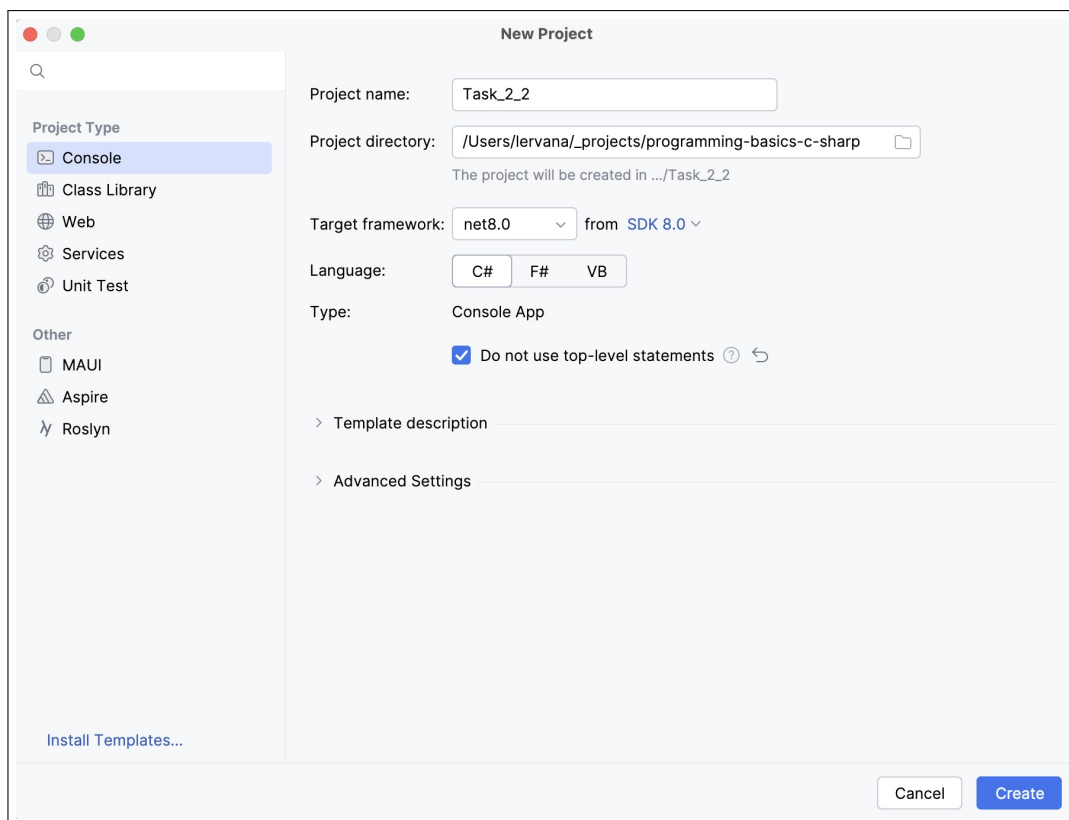 New Project
Project Type
Console
Class Library
Web
Services
Unit Test
Other
MAUI
Aspire
Roslyn
Install Templates...
Project name: Task_2_2
Project directory: /Users/lervana/_projects/programming-basics-c-sharp
The project will be created in .../Task_2_2
Target framework: net8.0 from SDK 8.0
Language: C# F# VB
Type: Console App
Do not use top-level statements ?
Template description
Advanced Settings
Cancel Create